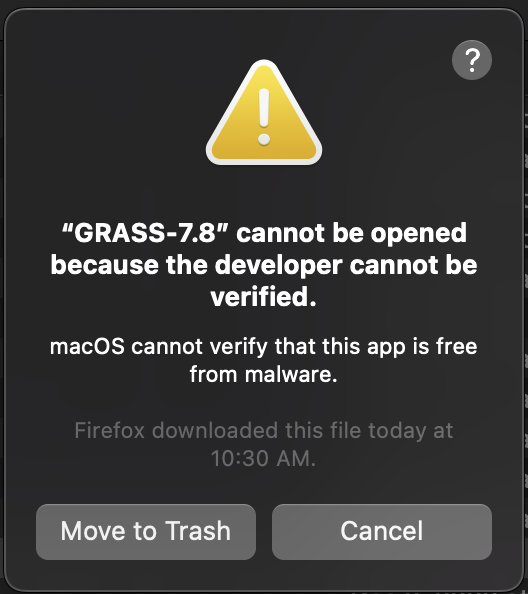 ?
“GRASS-7.8” cannot be opened
because the developer cannot be
verified.
macOS cannot verify that this app is free
from malware.
Firefox downloaded this file today at
10:30 AM.
Move to Trash
Cancel